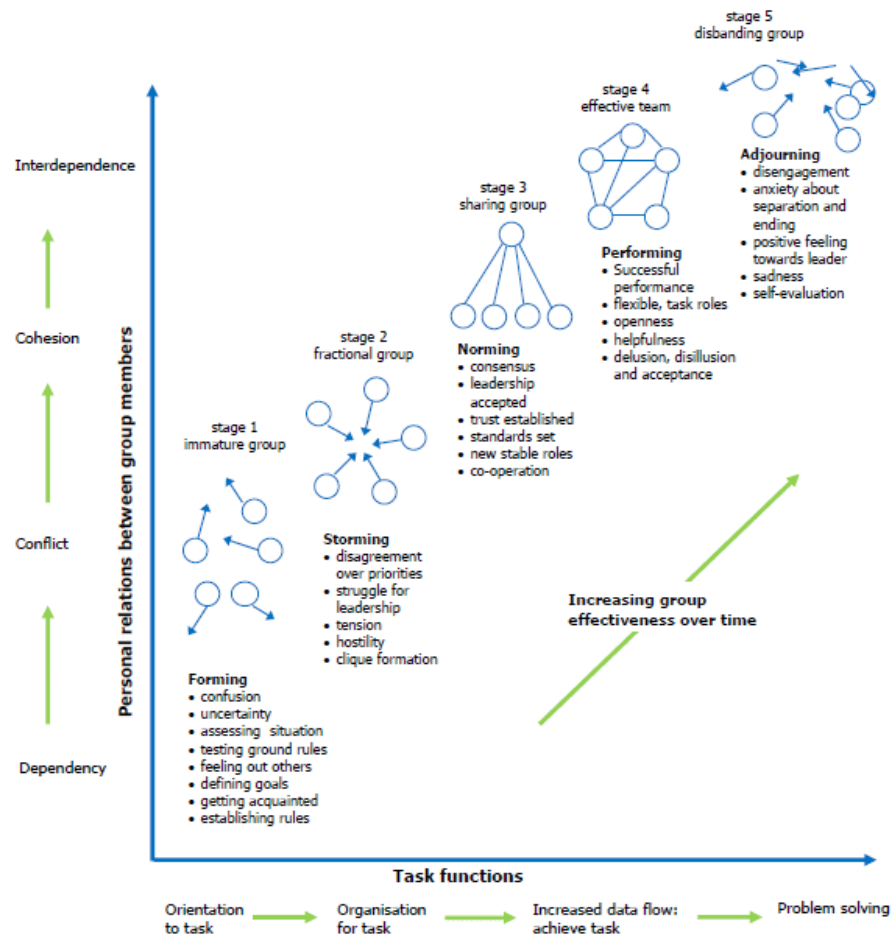 stage 5
disbanding group
Adjourning
• disengagement
• anxiety about
separation and
ending
• positive feeling
towards leader
• sadness
• self-evaluation
stage 4
effective team
Performing
• Successful
performance
• flexible, task roles
• openness
• helpfulness
• delusion, disillusion
and acceptance
stage 3
sharing group
Norming
• consensus
• leadership
accepted
• trust established
• standards set
• new stable roles
• co-operation
stage 2
fractional group
Storming
• disagreement
over priorities
• struggle for
leadership
• tension
• hostility
• clique formation
stage 1
immature group
Forming
• confusion
• uncertainty
• assessing situation
• testing ground rules
• feeling out others
• defining goals
• getting acquainted
• establishing rules
Interdependence
Cohesion
Conflict
Dependency
Personal relations between group members
Increasing group
effectiveness over time
Task functions
Orientation
to task
Organisation
for task
Increased data flow:
achieve task
Problem solving